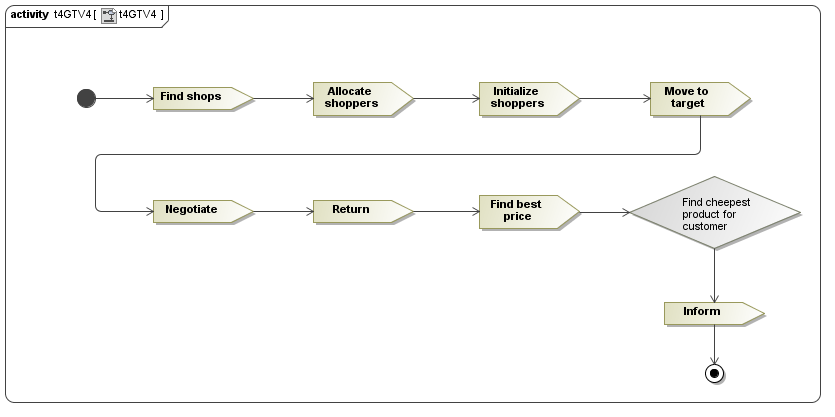 activity t4GTV4 [ t4GTV4 ]
Find shops
Allocate
shoppers
Initialize
shoppers
Move to
target
Negotiate
Return
Find best
price
Find cheepest
product for
customer
Inform